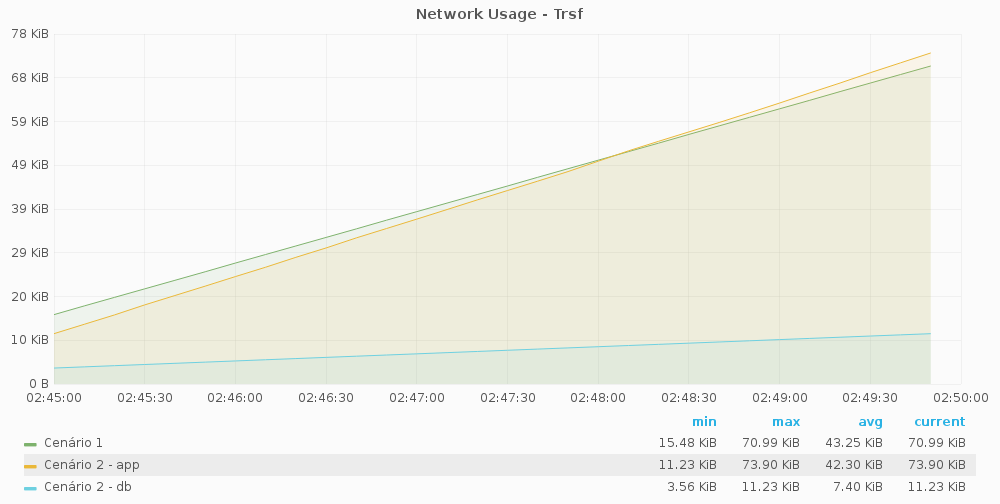 Network Usage - Trsf
78 KiB
68 KiB
59 KiB
49 KiB
39 KiB
29 KiB
20 KiB
10 KiB
0 B
02:45:00 02:45:30 02:46:00 02:46:30 02:47:00 02:47:30 02:48:00 02:48:30 02:49:00 02:49:30 02:50:00
min max avg current
Cenário 1 15.48 KiB 70.99 KiB 43.25 KiB 70.99 KiB
Cenário 2 - app 11.23 KiB 73.90 KiB 42.30 KiB 73.90 KiB
Cenário 2 - db 3.56 KiB 11.23 KiB 7.40 KiB 11.23 KiB